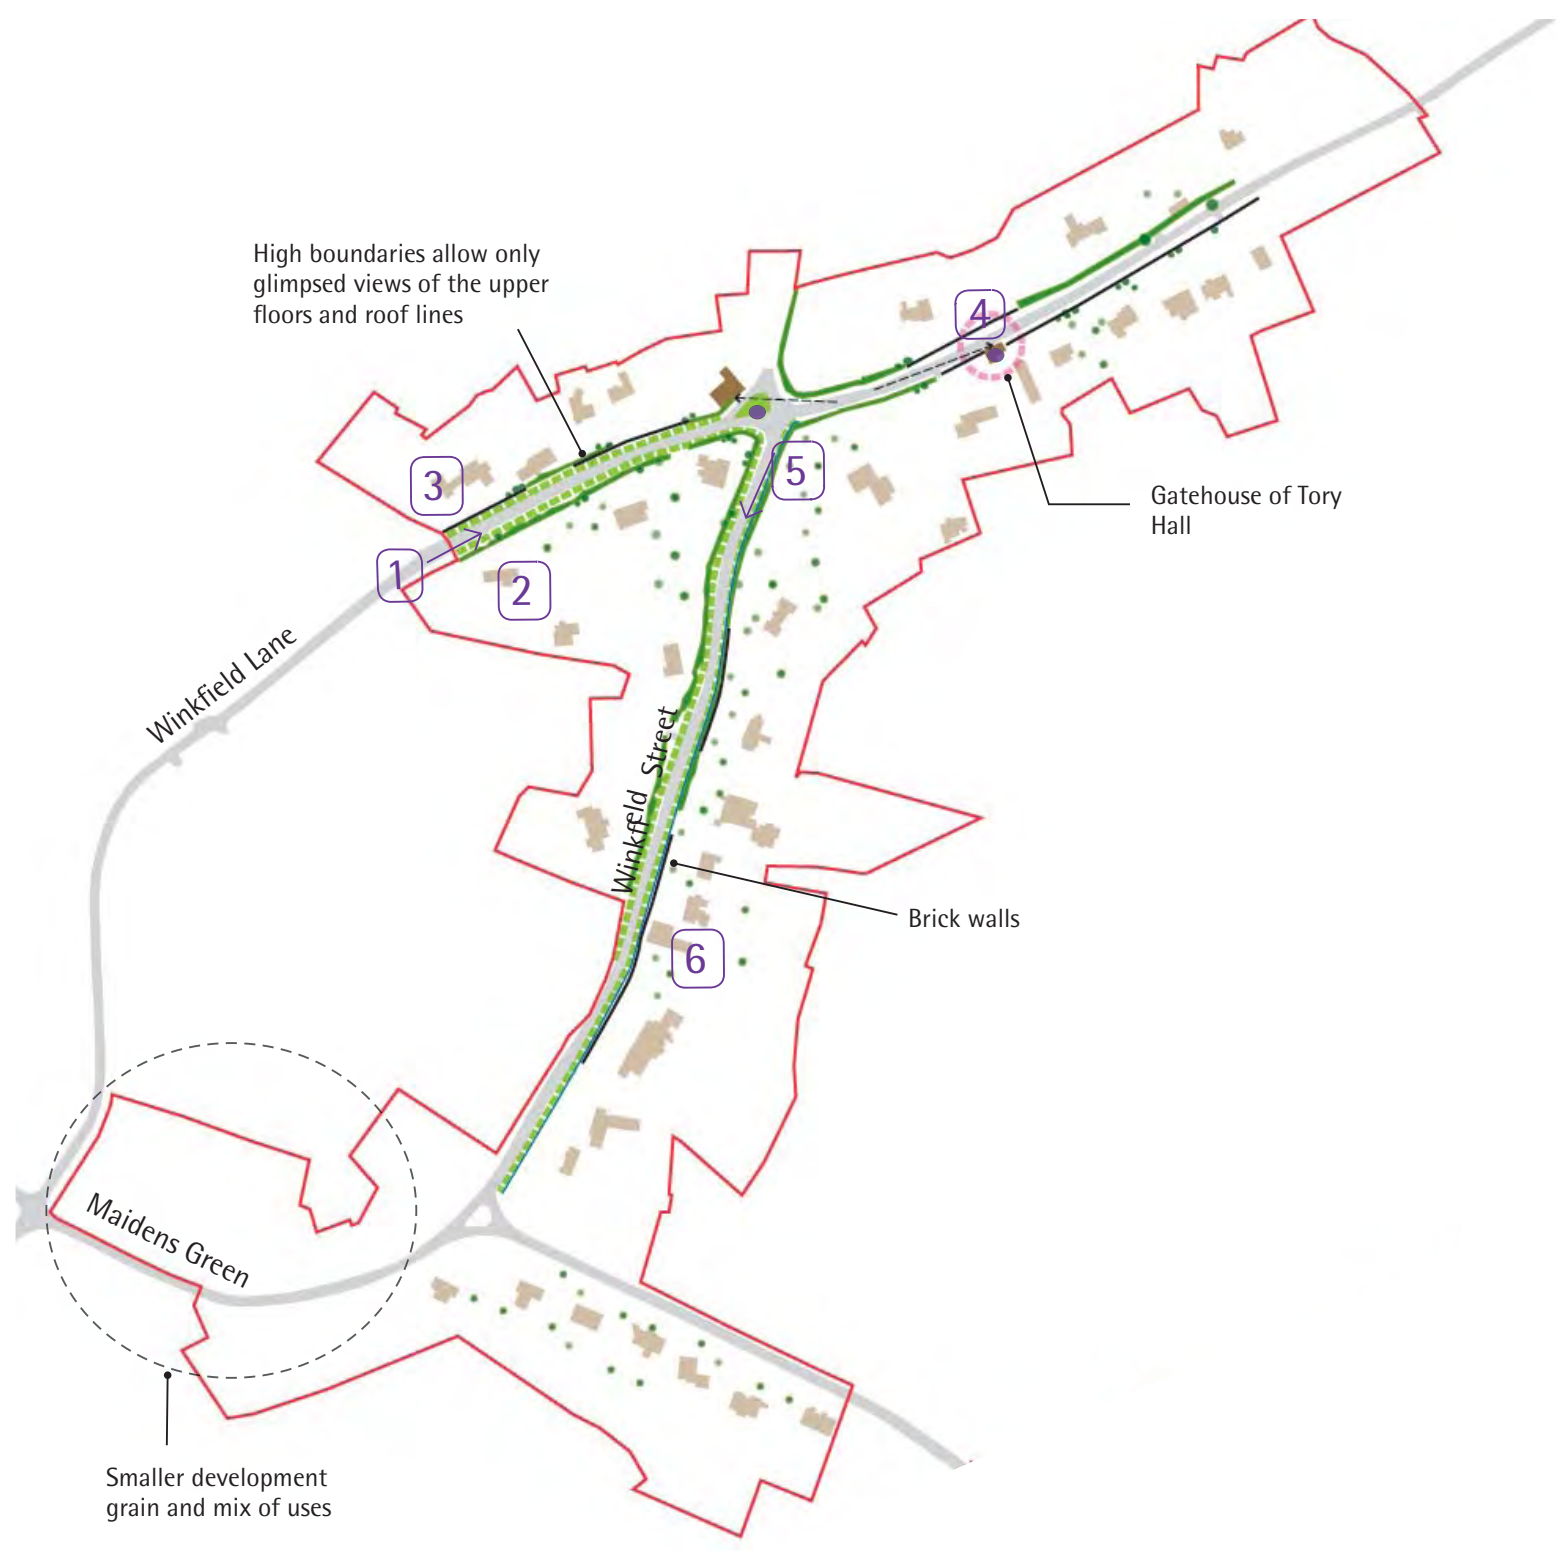 High boundaries allow only
glimpsed views of the upper
floors and roof lines
4
3
5
Gatehouse of Tory
Hall
1
2
Winkfield Lane
Winkfield Street
Brick walls
6
Maidens Green
Smaller development
grain and mix of uses